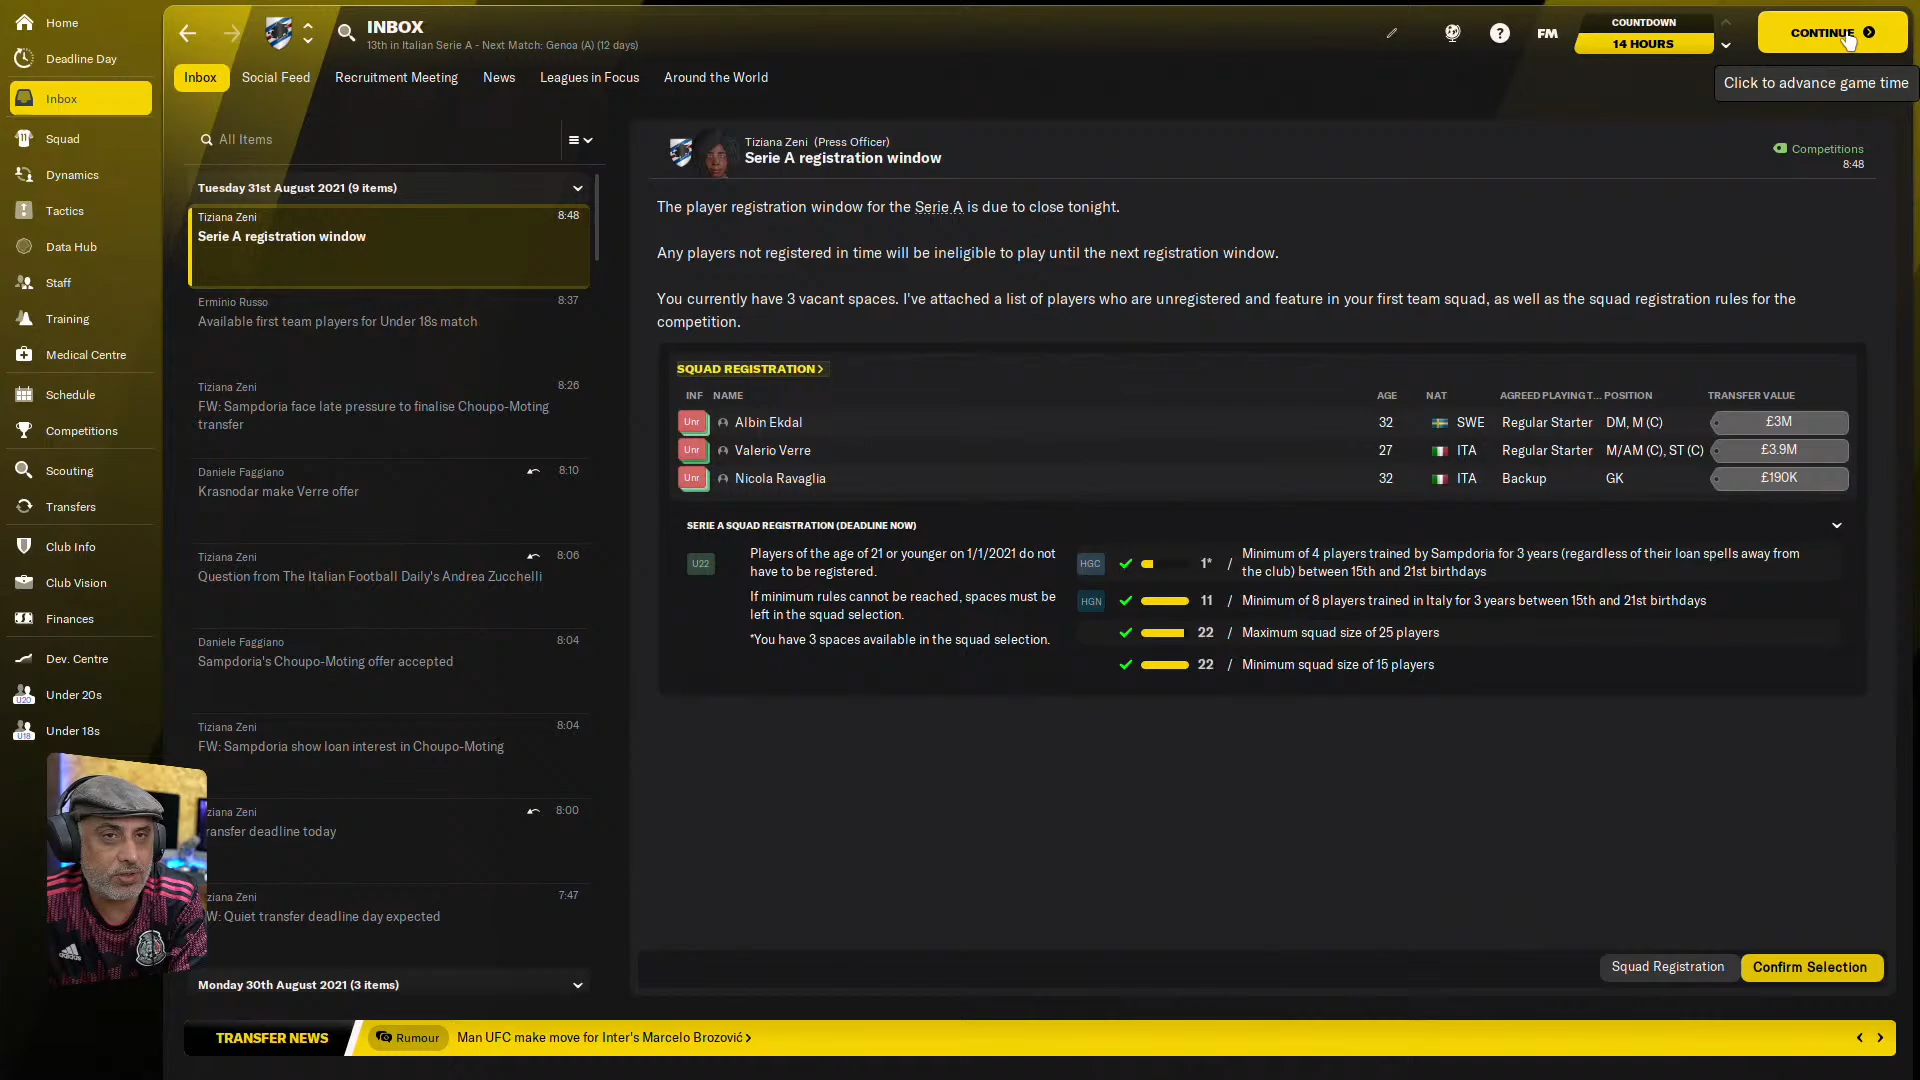 Home
Deadline Day
Inbox
Squad
Dynamics
Tactics
Data Hub
Staff
Training
Medical Centre
Schedule
Competitions
Scouting
Transfers
Club Info
Club Vision
Finances
Dev. Centre
U20 Under 20s
U18 Under 18s
INBOX
13th in Italian Serie A - Next Match: Genoa (A) (12 days)
FM
COUNTDOWN
14 HOURS
CONTINUE
Click to advance game time
Inbox Social Feed Recruitment Meeting News Leagues in Focus Around the World
All Items
Tuesday 31st August 2021 (9 items)
Tiziana Zeni 8:48
Serie A registration window
Erminio Russo 8:37
Available first team players for Under 18s match
Tiziana Zeni 8:26
FW: Sampdoria face late pressure to finalise Choupo-Moting
transfer
Daniele Faggiano 8:10
Krasnodar make Verre offer
Tiziana Zeni 8:06
Question from The Italian Football Daily's Andrea Zucchelli
Daniele Faggiano 8:04
Sampdoria's Choupo-Moting offer accepted
Tiziana Zeni 8:04
FW: Sampdoria show loan interest in Choupo-Moting
ziana Zeni 8:00
ransfer deadline today
ziana Zeni 7:47
W: Quiet transfer deadline day expected
Monday 30th August 2021 (3 items)
Tiziana Zeni (Press Officer)
Serie A registration window
Competitions
8:48
The player registration window for the Serie A is due to close tonight.
Any players not registered in time will be ineligible to play until the next registration window.
You currently have 3 vacant spaces. I've attached a list of players who are unregistered and feature in your first team squad, as well as the squad registration rules for the
competition.
SQUAD REGISTRATION >
INF NAME AGE NAT AGREED PLAYING T... POSITION TRANSFER VALUE
Unr Albin Ekdal 32 SWE Regular Starter DM, M (C) £3M
Unr Valerio Verre 27 ITA Regular Starter M/AM (C), ST (C) £3.9M
Unr Nicola Ravaglia 32 ITA Backup GK £190K
SERIE A SQUAD REGISTRATION (DEADLINE NOW)
U22 Players of the age of 21 or younger on 1/1/2021 do not
have to be registered.
If minimum rules cannot be reached, spaces must be
left in the squad selection.
*You have 3 spaces available in the squad selection.
HGC 1* / Minimum of 4 players trained by Sampdoria for 3 years (regardless of their loan spells away from
the club) between 15th and 21st birthdays
HGN 11 / Minimum of 8 players trained in Italy for 3 years between 15th and 21st birthdays
22 / Maximum squad size of 25 players
22 / Minimum squad size of 15 players
Squad Registration Confirm Selection
TRANSFER NEWS Rumour Man UFC make move for Inter's Marcelo Brozović >